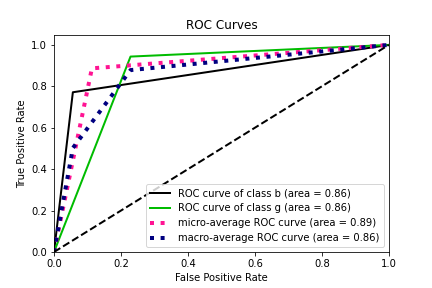 ROC Curves
1.0
0.8
0.6
0.4
0.2
0.0
True Positive Rate
ROC curve of class b (area = 0.86)
ROC curve of class g (area = 0.86)
micro-average ROC curve (area = 0.89)
macro-average ROC curve (area = 0.86)
0.0 0.2 0.4 0.6 0.8 1.0
False Positive Rate